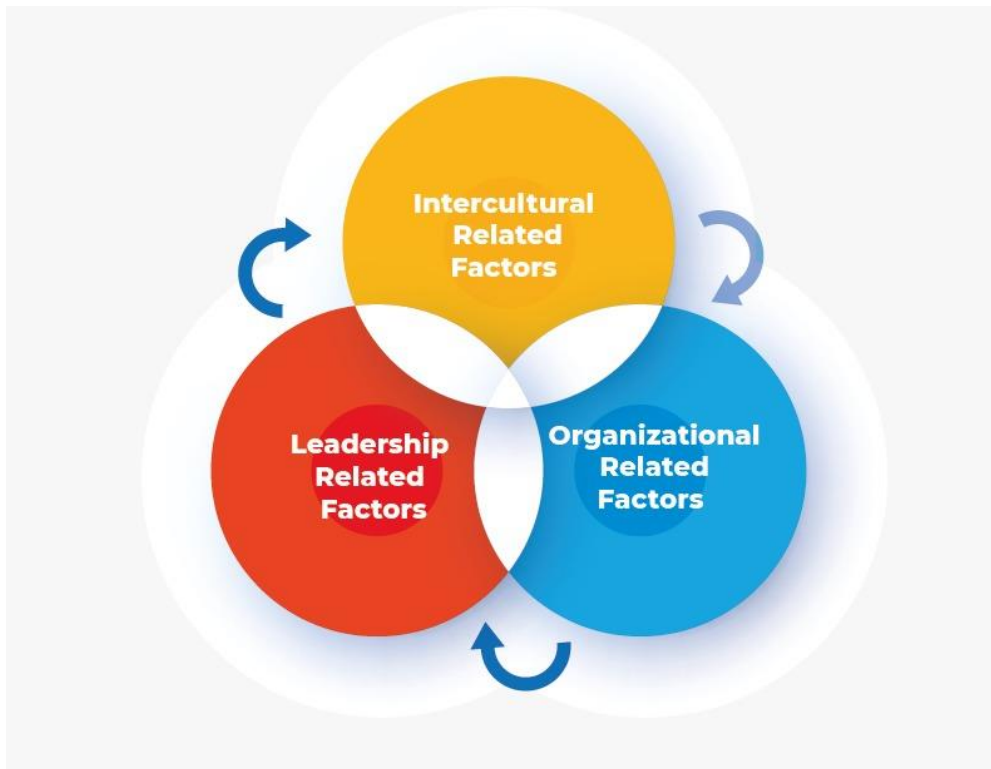 Intercultural
Related
Factors
Leadership
Related
Factors
Organizational
Related
Factors